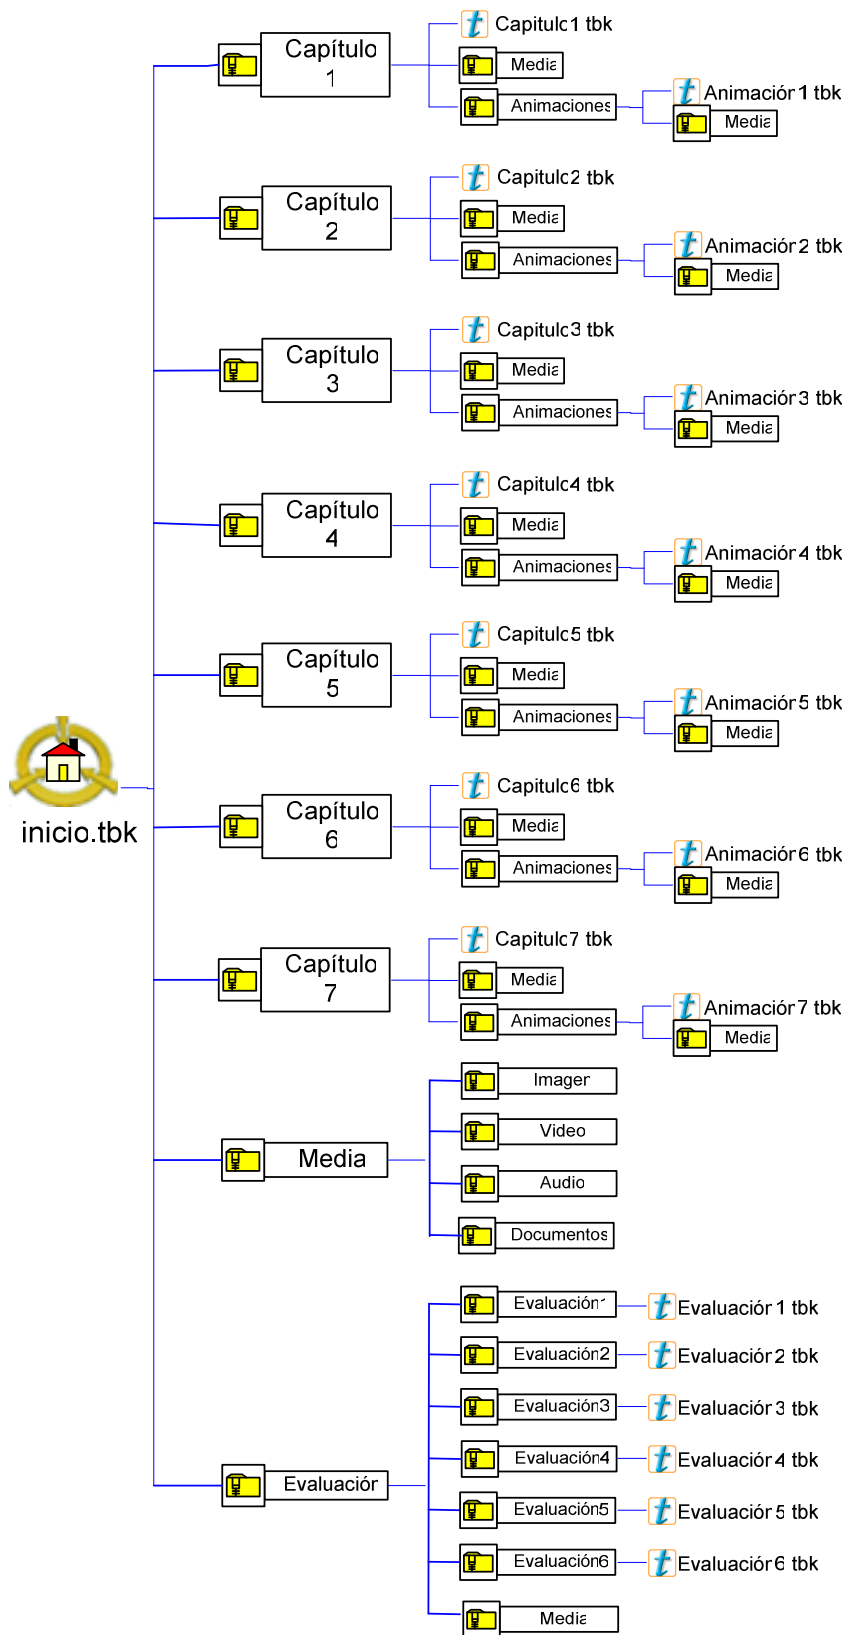 Capítulo
1
Capitulo1 tbk
Media
Animaciones
Animación1 tbk
Media
Capítulo
2
Capitulo2 tbk
Media
Animaciones
Animación2 tbk
Media
Capítulo
3
Capitulo3 tbk
Media
Animaciones
Animación3 tbk
Media
Capítulo
4
Capitulo4 tbk
Media
Animaciones
Animación4 tbk
Media
Capítulo
5
Capitulo5 tbk
Media
Animaciones
Animación5 tbk
Media
inicio.tbk
Capítulo
6
Capitulo6 tbk
Media
Animaciones
Animación6 tbk
Media
Capítulo
7
Capitulo7 tbk
Media
Animaciones
Animación7 tbk
Media
Media
Imagen
Video
Audio
Documentos
Evaluación
Evaluación1
Evaluación1 tbk
Evaluación2
Evaluación2 tbk
Evaluación3
Evaluación3 tbk
Evaluación4
Evaluación4 tbk
Evaluación5
Evaluación5 tbk
Evaluación6
Evaluación6 tbk
Media